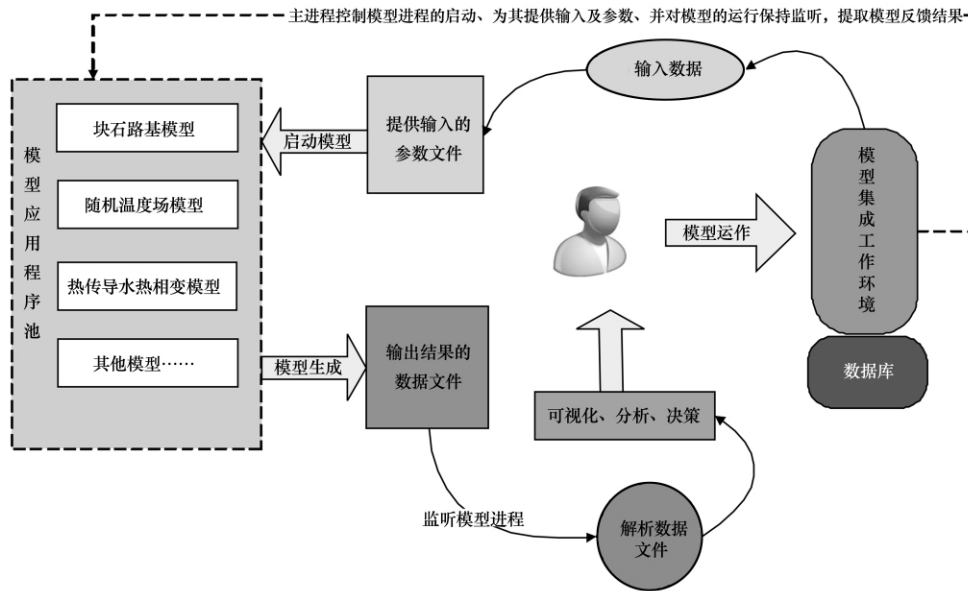 主进程控制模型进程的启动、为其提供输入及参数、并对模型的运行保持监听，提取模型反馈结果
输入数据
提供输入的
参数文件
启动模型
模型应用程序池
块石路基模型
随机温度场模型
热传导水热相变模型
其他模型……
模型运作
模型集成工作环境
数据库
模型生成
输出结果的
数据文件
可视化、分析、决策
监听模型进程
解析数据
文件